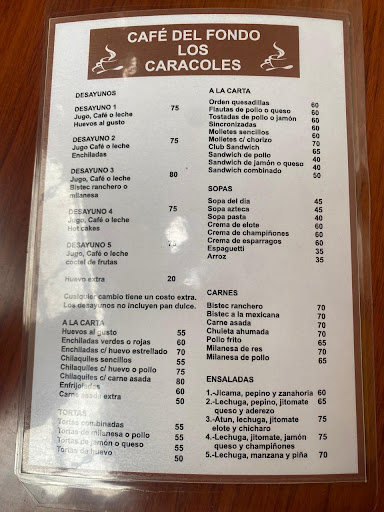 CAFÉ DEL FONDO
LOS
CARACOLES
DESAYUNOS
DESAYUNO 1 75
Jugo, Café o leche
Huevos al gusto
DESAYUNO 2 75
Jugo, Café o leche
Enchiladas
DESAYUNO 3 80
Jugo, Café o leche
Bistec ranchero o
milanesa
DESAYUNO 4 75
Jugo, Café o leche
Hot cakes
DESAYUNO 5 75
Jugo, Café o leche
coctel de frutas
Huevo extra 20
Cualquier cambio tiene un costo extra.
Los desayunos no incluyen pan dulce.
A LA CARTA
Huevos al gusto 55
Enchiladas verdes o rojas 60
Enchiladas c/ huevo estrellado 70
Chilaquiles sencillos 55
Chilaquiles c/ huevo o pollo 75
Chilaquiles c/ carne asada 80
Enfrijoladas 60
Carne asada extra 50
TORTAS
Tortas combinadas 55
Tortas de milanesa o pollo 55
Tortas de jamón o queso 55
Tortas de huevo 50
A LA CARTA
Orden quesadillas 60
Flautas de pollo o queso 60
Tostadas de pollo o jamón 60
Sincronizadas 60
Molletes sencillos 60
Molletes c/ chorizo 70
Club Sandwich 65
Sandwich de pollo 40
Sandwich de jamón o queso 40
Sandwich combinado 50
SOPAS
Sopa del dia 45
Sopa azteca 45
Sopa pasta 40
Crema de elote 60
Crema de champiñones 60
Crema de esparragos 60
Espaguetti 35
Arroz 35
CARNES
Bistec ranchero 70
Bistec a la mexicana 70
Carne asada 70
Chuleta ahumada 70
Pollo frito 65
Milanesa de res 70
Milanesa de pollo 70
ENSALADAS
1.-Jicama, pepino y zanahoria 60
2.-Lechuga, pepino, jitomate 65
queso y aderezo
3.-Atun, lechuga, jitomate 75
elote y chicharo
4.-Lechuga, jitomate, jamón 75
queso y champiñones
5.-Lechuga, manzana y piña 70